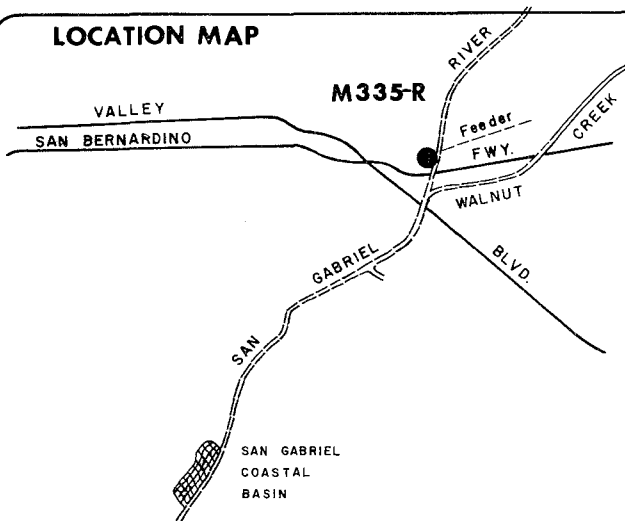 LOCATION MAP
RIVER
M335-R
VALLEY
Feeder
CREEK
SAN BERNARDINO
FWY.
WALNUT
GABRIEL
BLVD.
SAN
SAN GABRIEL
COASTAL
BASIN